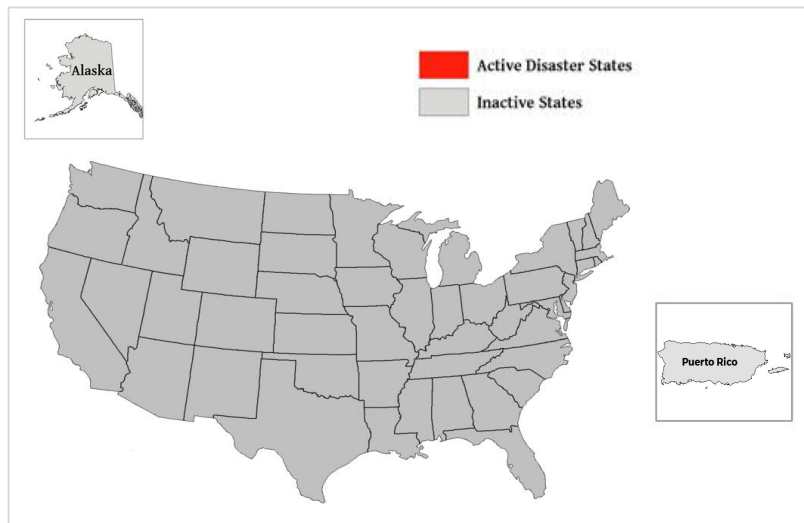 Alaska
Active Disaster States
Inactive States
Puerto Rico